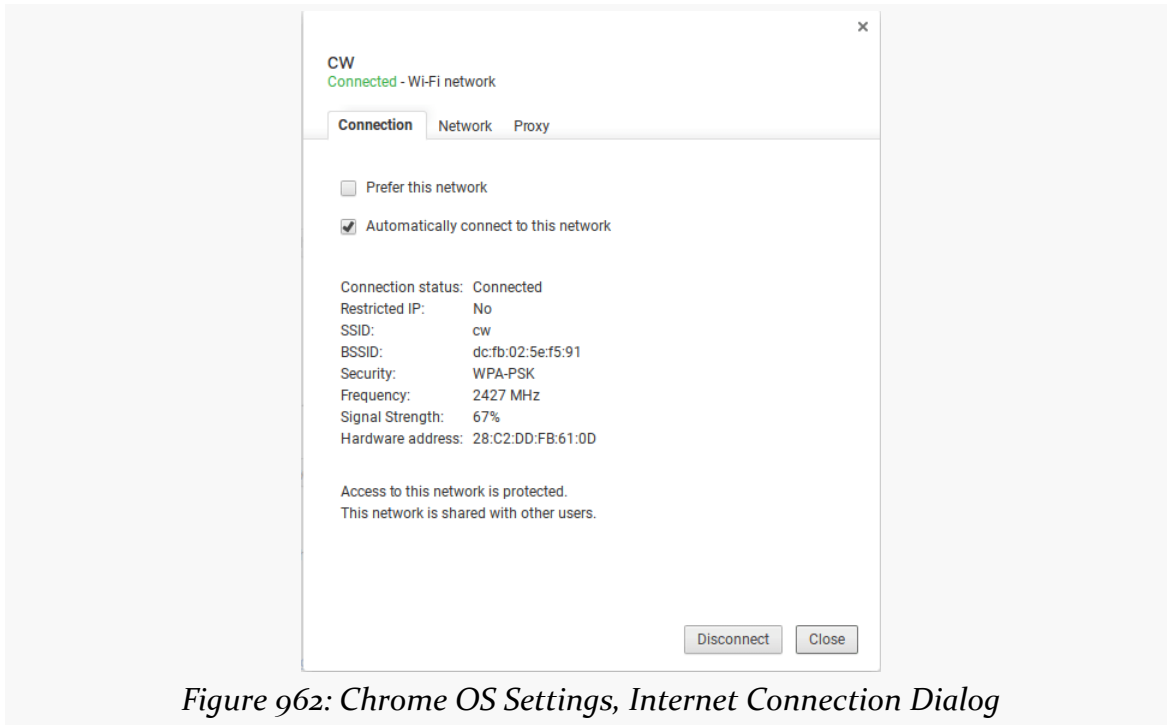 ×
CW
Connected - Wi-Fi network
Connection Network Proxy
Prefer this network
Automatically connect to this network
Connection status: Connected
Restricted IP: No
SSID: cw
BSSID: dc:fb:02:5e:f5:91
Security: WPA-PSK
Frequency: 2427 MHz
Signal Strength: 67%
Hardware address: 28:C2:DD:FB:61:0D
Access to this network is protected.
This network is shared with other users.
Disconnect Close
Figure 962: Chrome OS Settings, Internet Connection Dialog